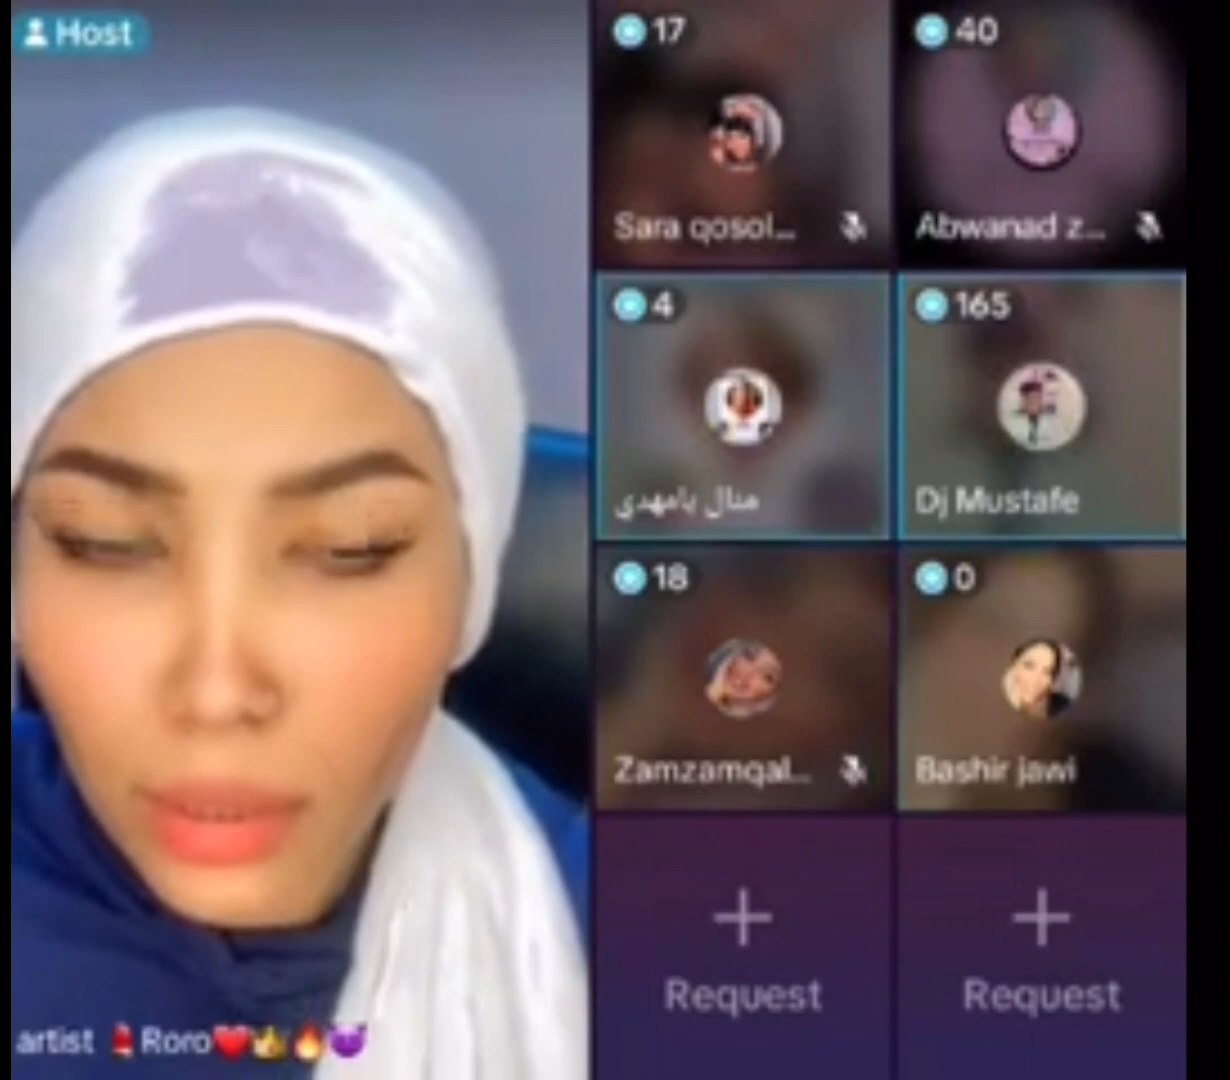 Host
17
Sara qosol...
40
Abwanad z...
4
منال بامهدي
165
Dj Mustafe
18
Zamzamqal...
0
Bashir jawi
Request
Request
artist 💄Roro❤️👑🔥😈